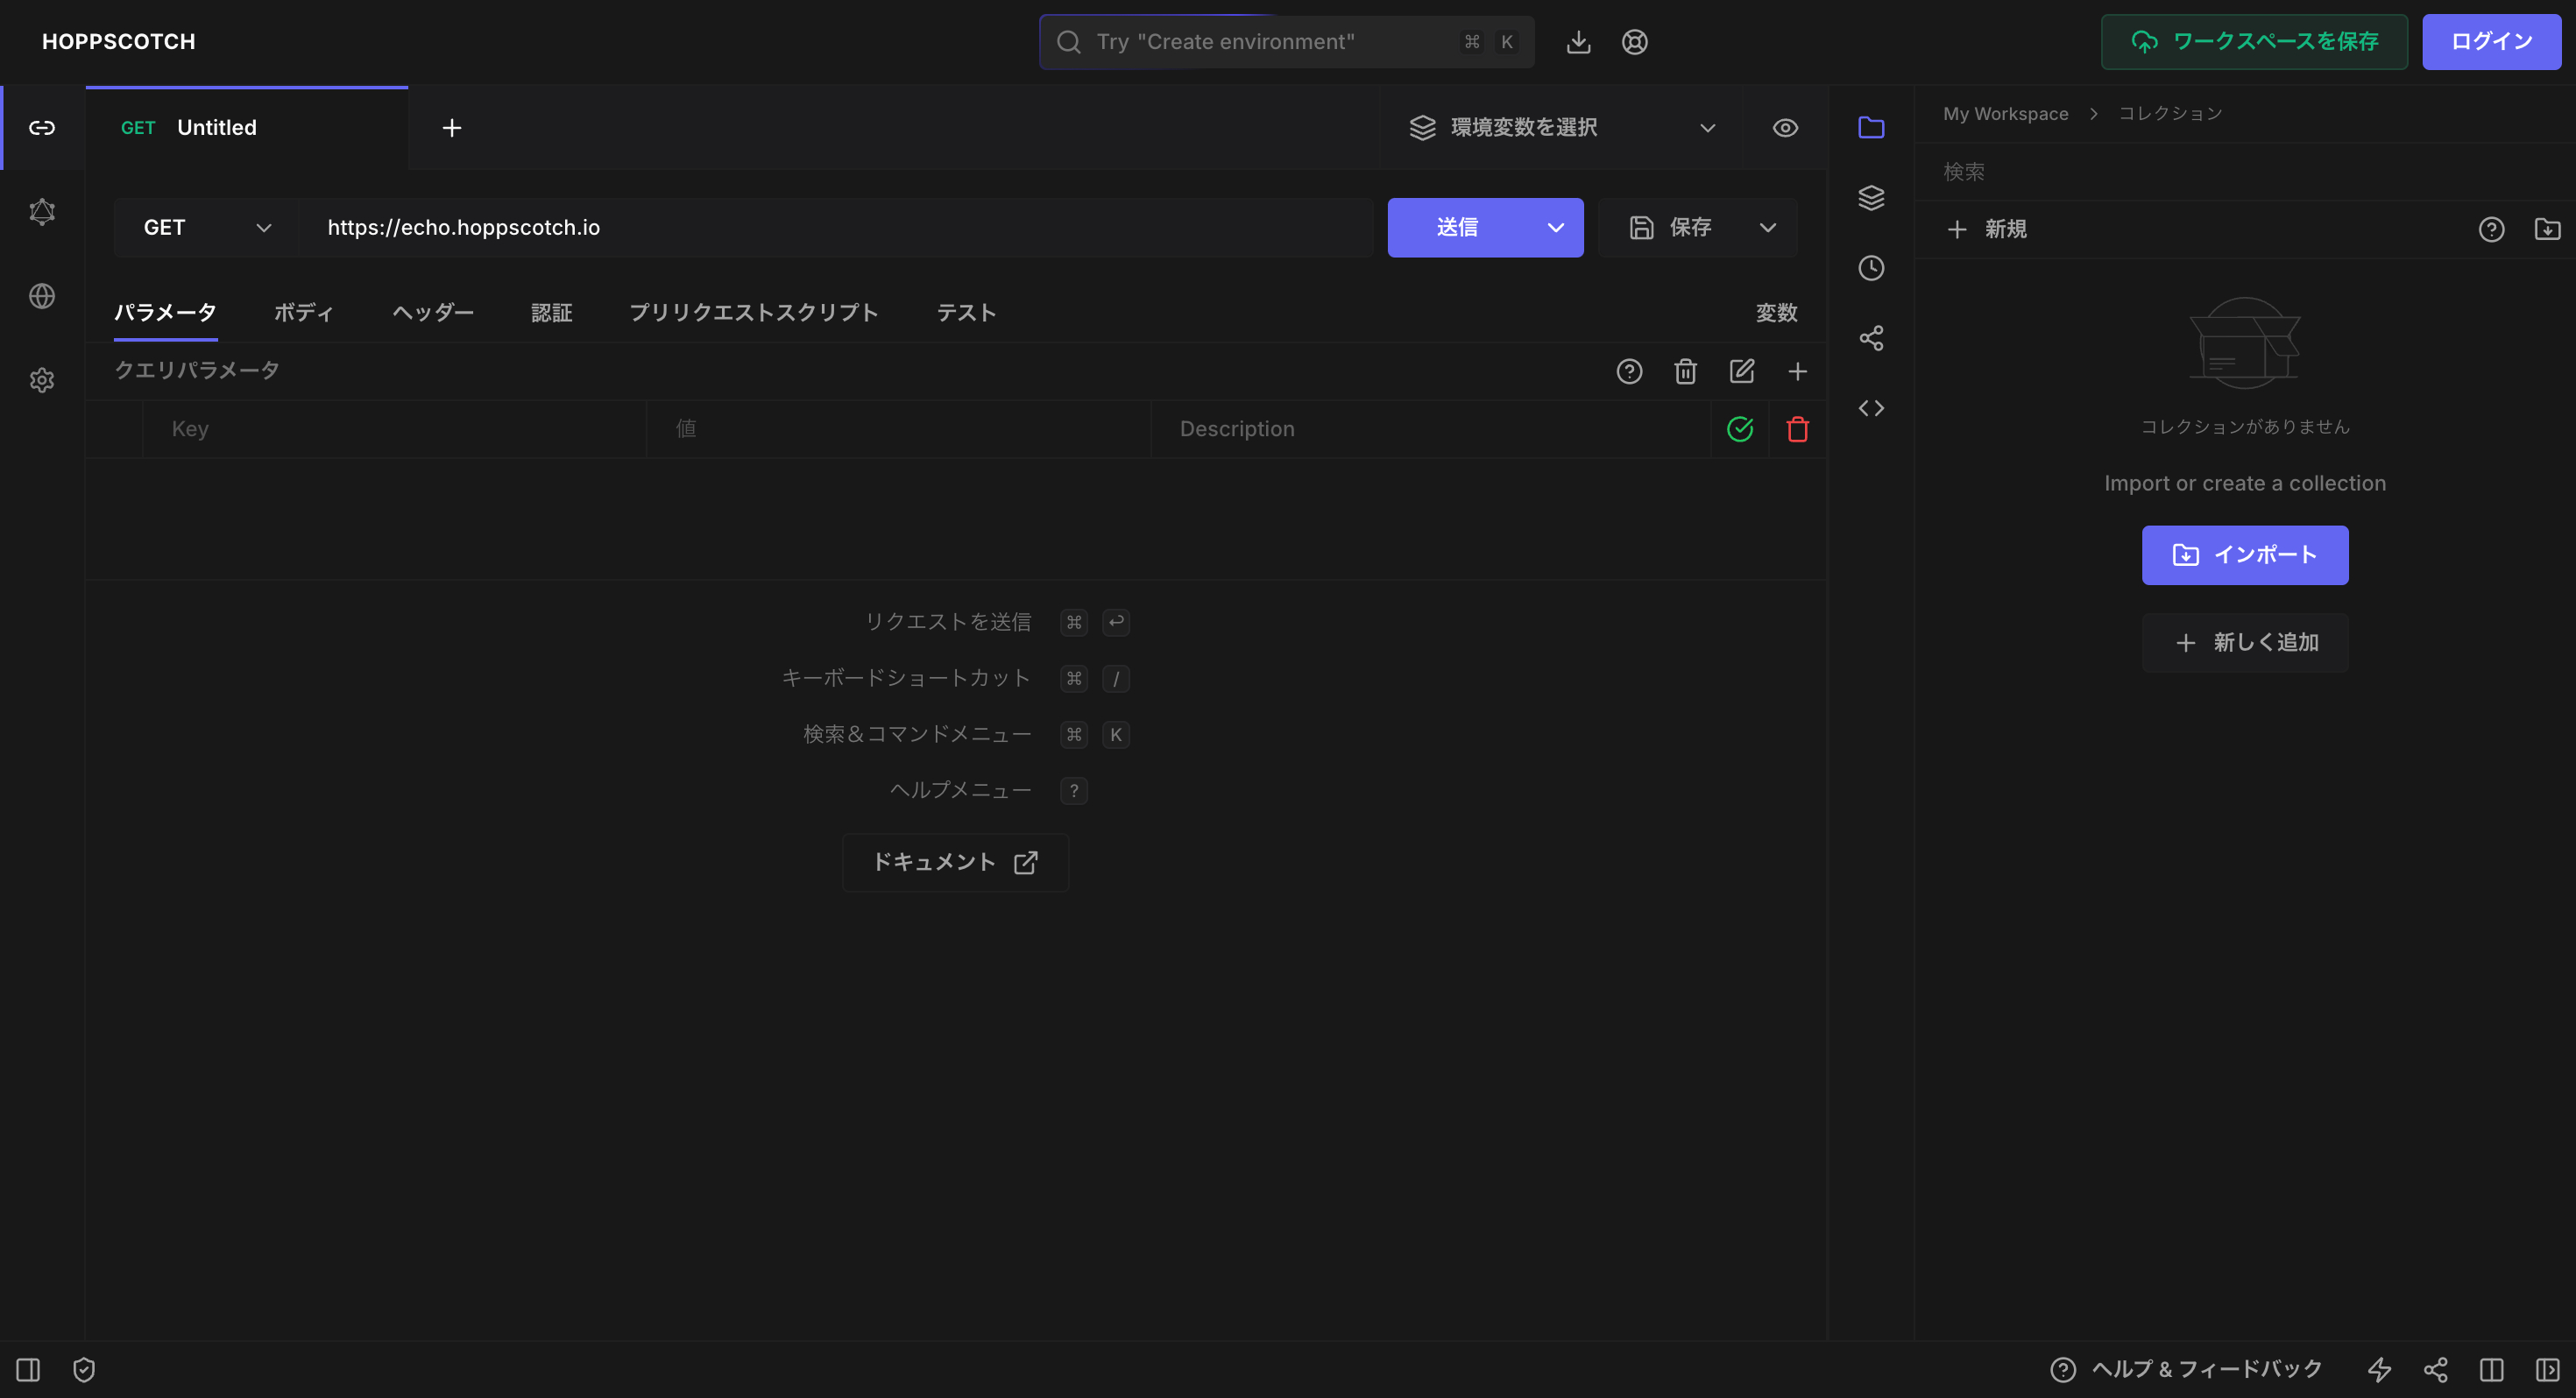 HOPPSCOTCH
Try "Create environment" ⌘ K
ワークスペースを保存
ログイン
GET Untitled
環境変数を選択
GET https://echo.hoppscotch.io
送信
保存
パラメータ ボディ ヘッダー 認証 プリリクエストスクリプト テスト 変数
クエリパラメータ
Key 値 Description
リクエストを送信 ⌘ ↩
キーボードショートカット ⌘ /
検索&コマンドメニュー ⌘ K
ヘルプメニュー ?
ドキュメント
My Workspace > コレクション
検索
新規
コレクションがありません
Import or create a collection
インポート
新しく追加
ヘルプ & フィードバック